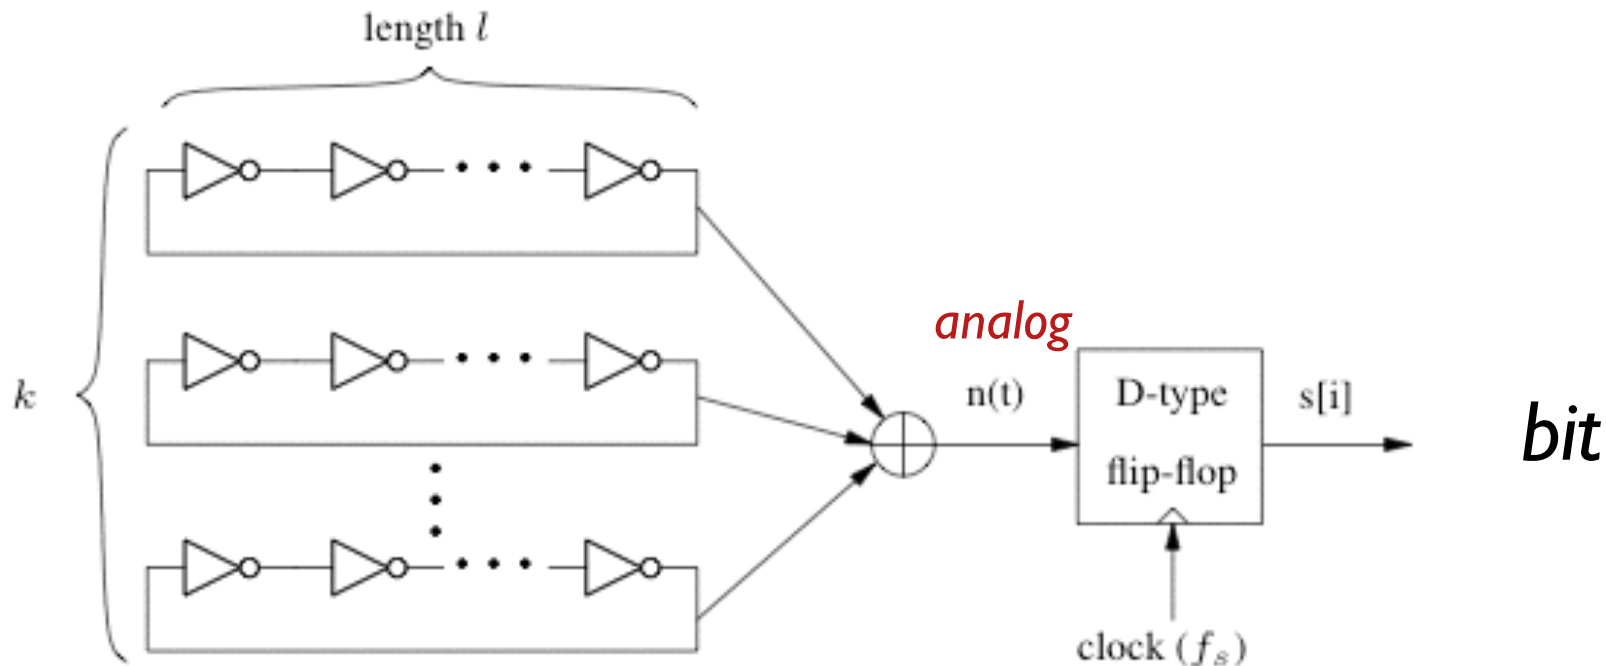 length l
k
analog
n(t)
D-type
flip-flop
s[i]
bit
clock (fs)